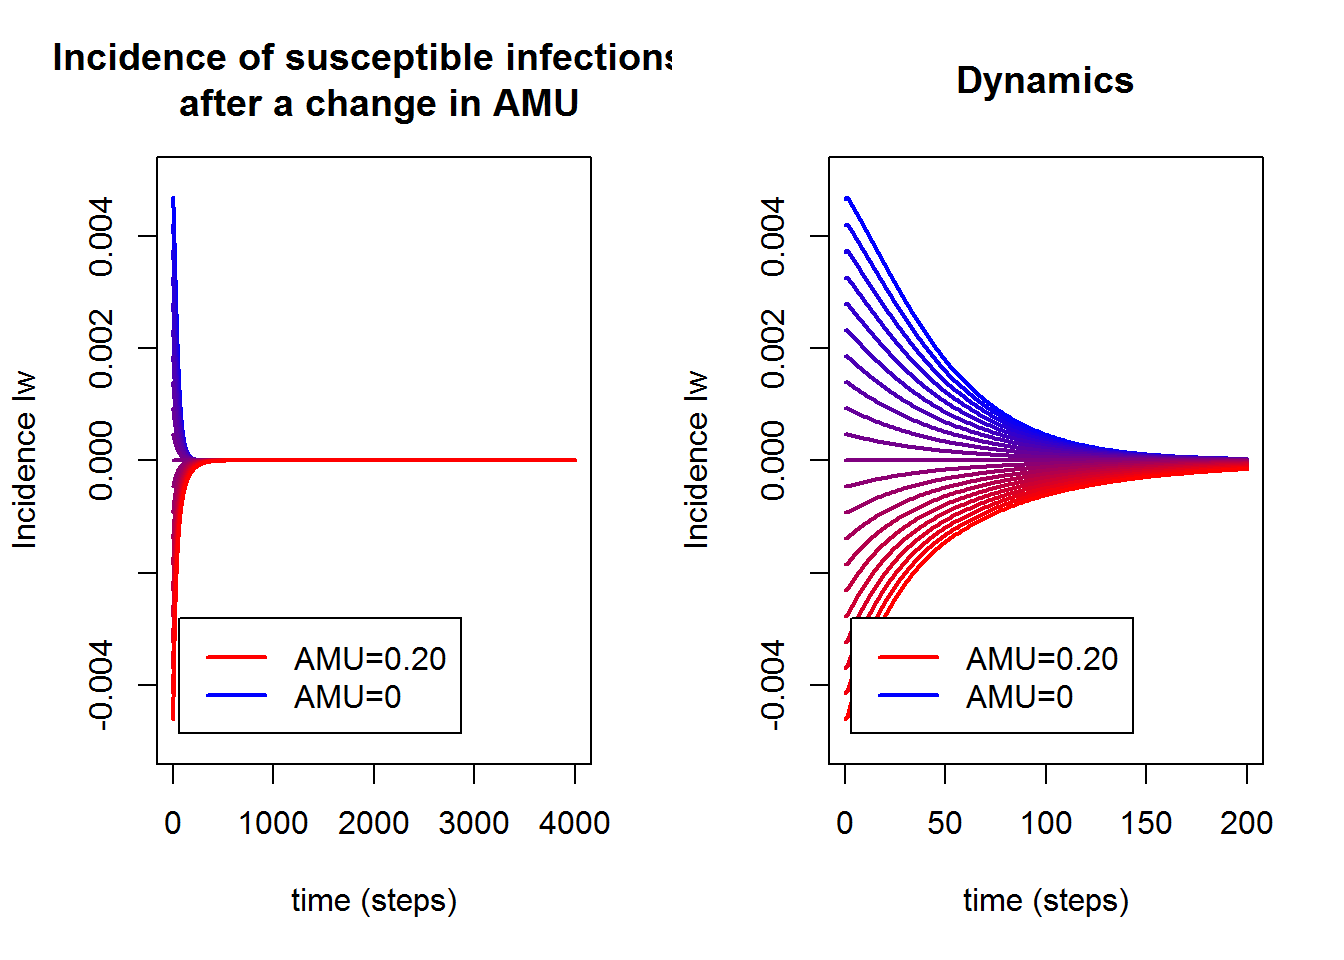 Incidence of susceptible infections
after a change in AMU
Incidence Iw
0.004
0.002
0.000
-0.004
AMU=0.20
AMU=0
0 1000 2000 3000 4000
time (steps)
Dynamics
Incidence Iw
0.004
0.002
0.000
-0.004
AMU=0.20
AMU=0
0 50 100 150 200
time (steps)